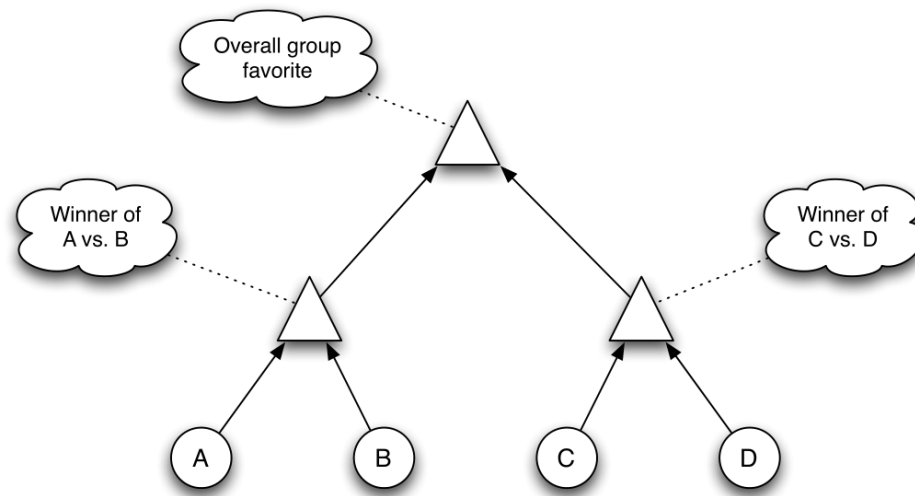 Overall group
favorite
Winner of
A vs. B
Winner of
C vs. D
A
B
C
D